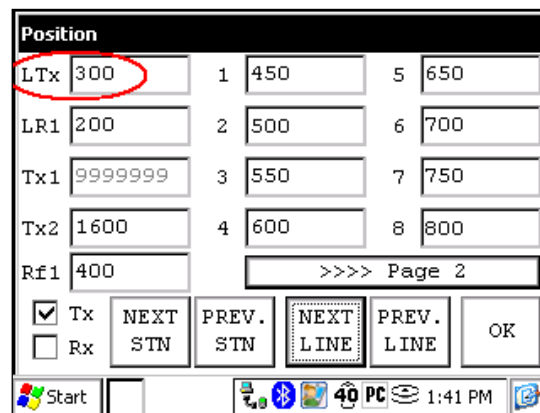 Position
LTx 300 1 450 5 650
LR1 200 2 500 6 700
Tx1 9999999 3 550 7 750
Tx2 1600 4 600 8 800
Rf1 400 >>>> Page 2
Tx NEXT STN PREV. STN NEXT LINE PREV. LINE OK
Rx
Start 40 PC 1:41 PM